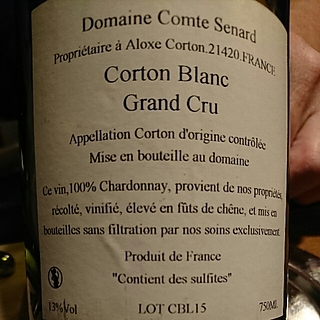 Domaine Comte Senard
Propriétaire à Aloxe Corton.21420.FRANCE
Corton Blanc
Grand Cru
Appellation Corton d'origine contrôlée
Mise en bouteille au domaine
Ce vin,100% Chardonnay, provient de nos propriétés,
récolté, vinifié, élevé en fûts de chêne, et mis en
bouteilles sans filtration par nos soins exclusivement
Produit de France
"Contient des sulfites"
13%Vol LOT CBL15 750ML